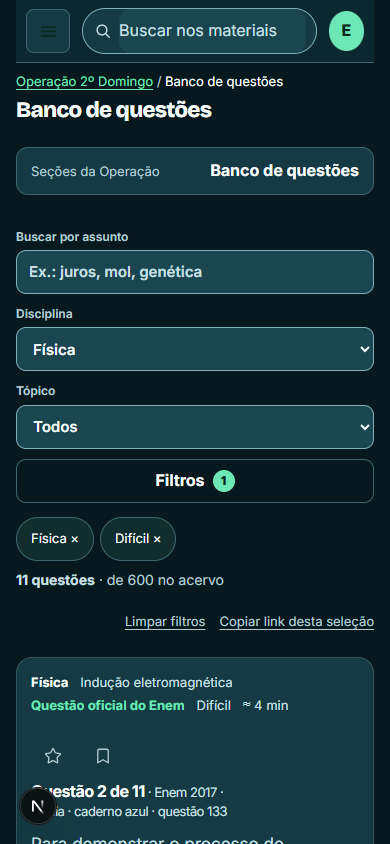 Buscar nos materiais
E
Operação 2º Domingo / Banco de questões
Banco de questões
Seções da Operação Banco de questões
Buscar por assunto
Ex.: juros, mol, genética
Disciplina
Física
Tópico
Todos
Filtros 1
Física × Difícil ×
11 questões · de 600 no acervo
Limpar filtros Copiar link desta seleção
Física Indução eletromagnética
Questão oficial do Enem Difícil ≈ 4 min
Questão 2 de 11 · Enem 2017 ·
· caderno azul · questão 133
N
Para demonstrar o processo de